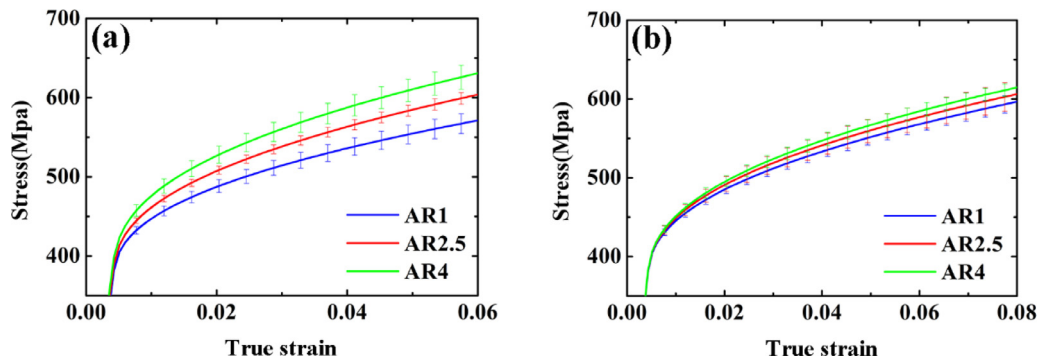 (a)
700
600
500
400
Stress(Mpa)
AR1
AR2.5
AR4
0.00 0.02 0.04 0.06
True strain
(b)
700
600
500
400
Stress(Mpa)
AR1
AR2.5
AR4
0.00 0.02 0.04 0.06 0.08
True strain